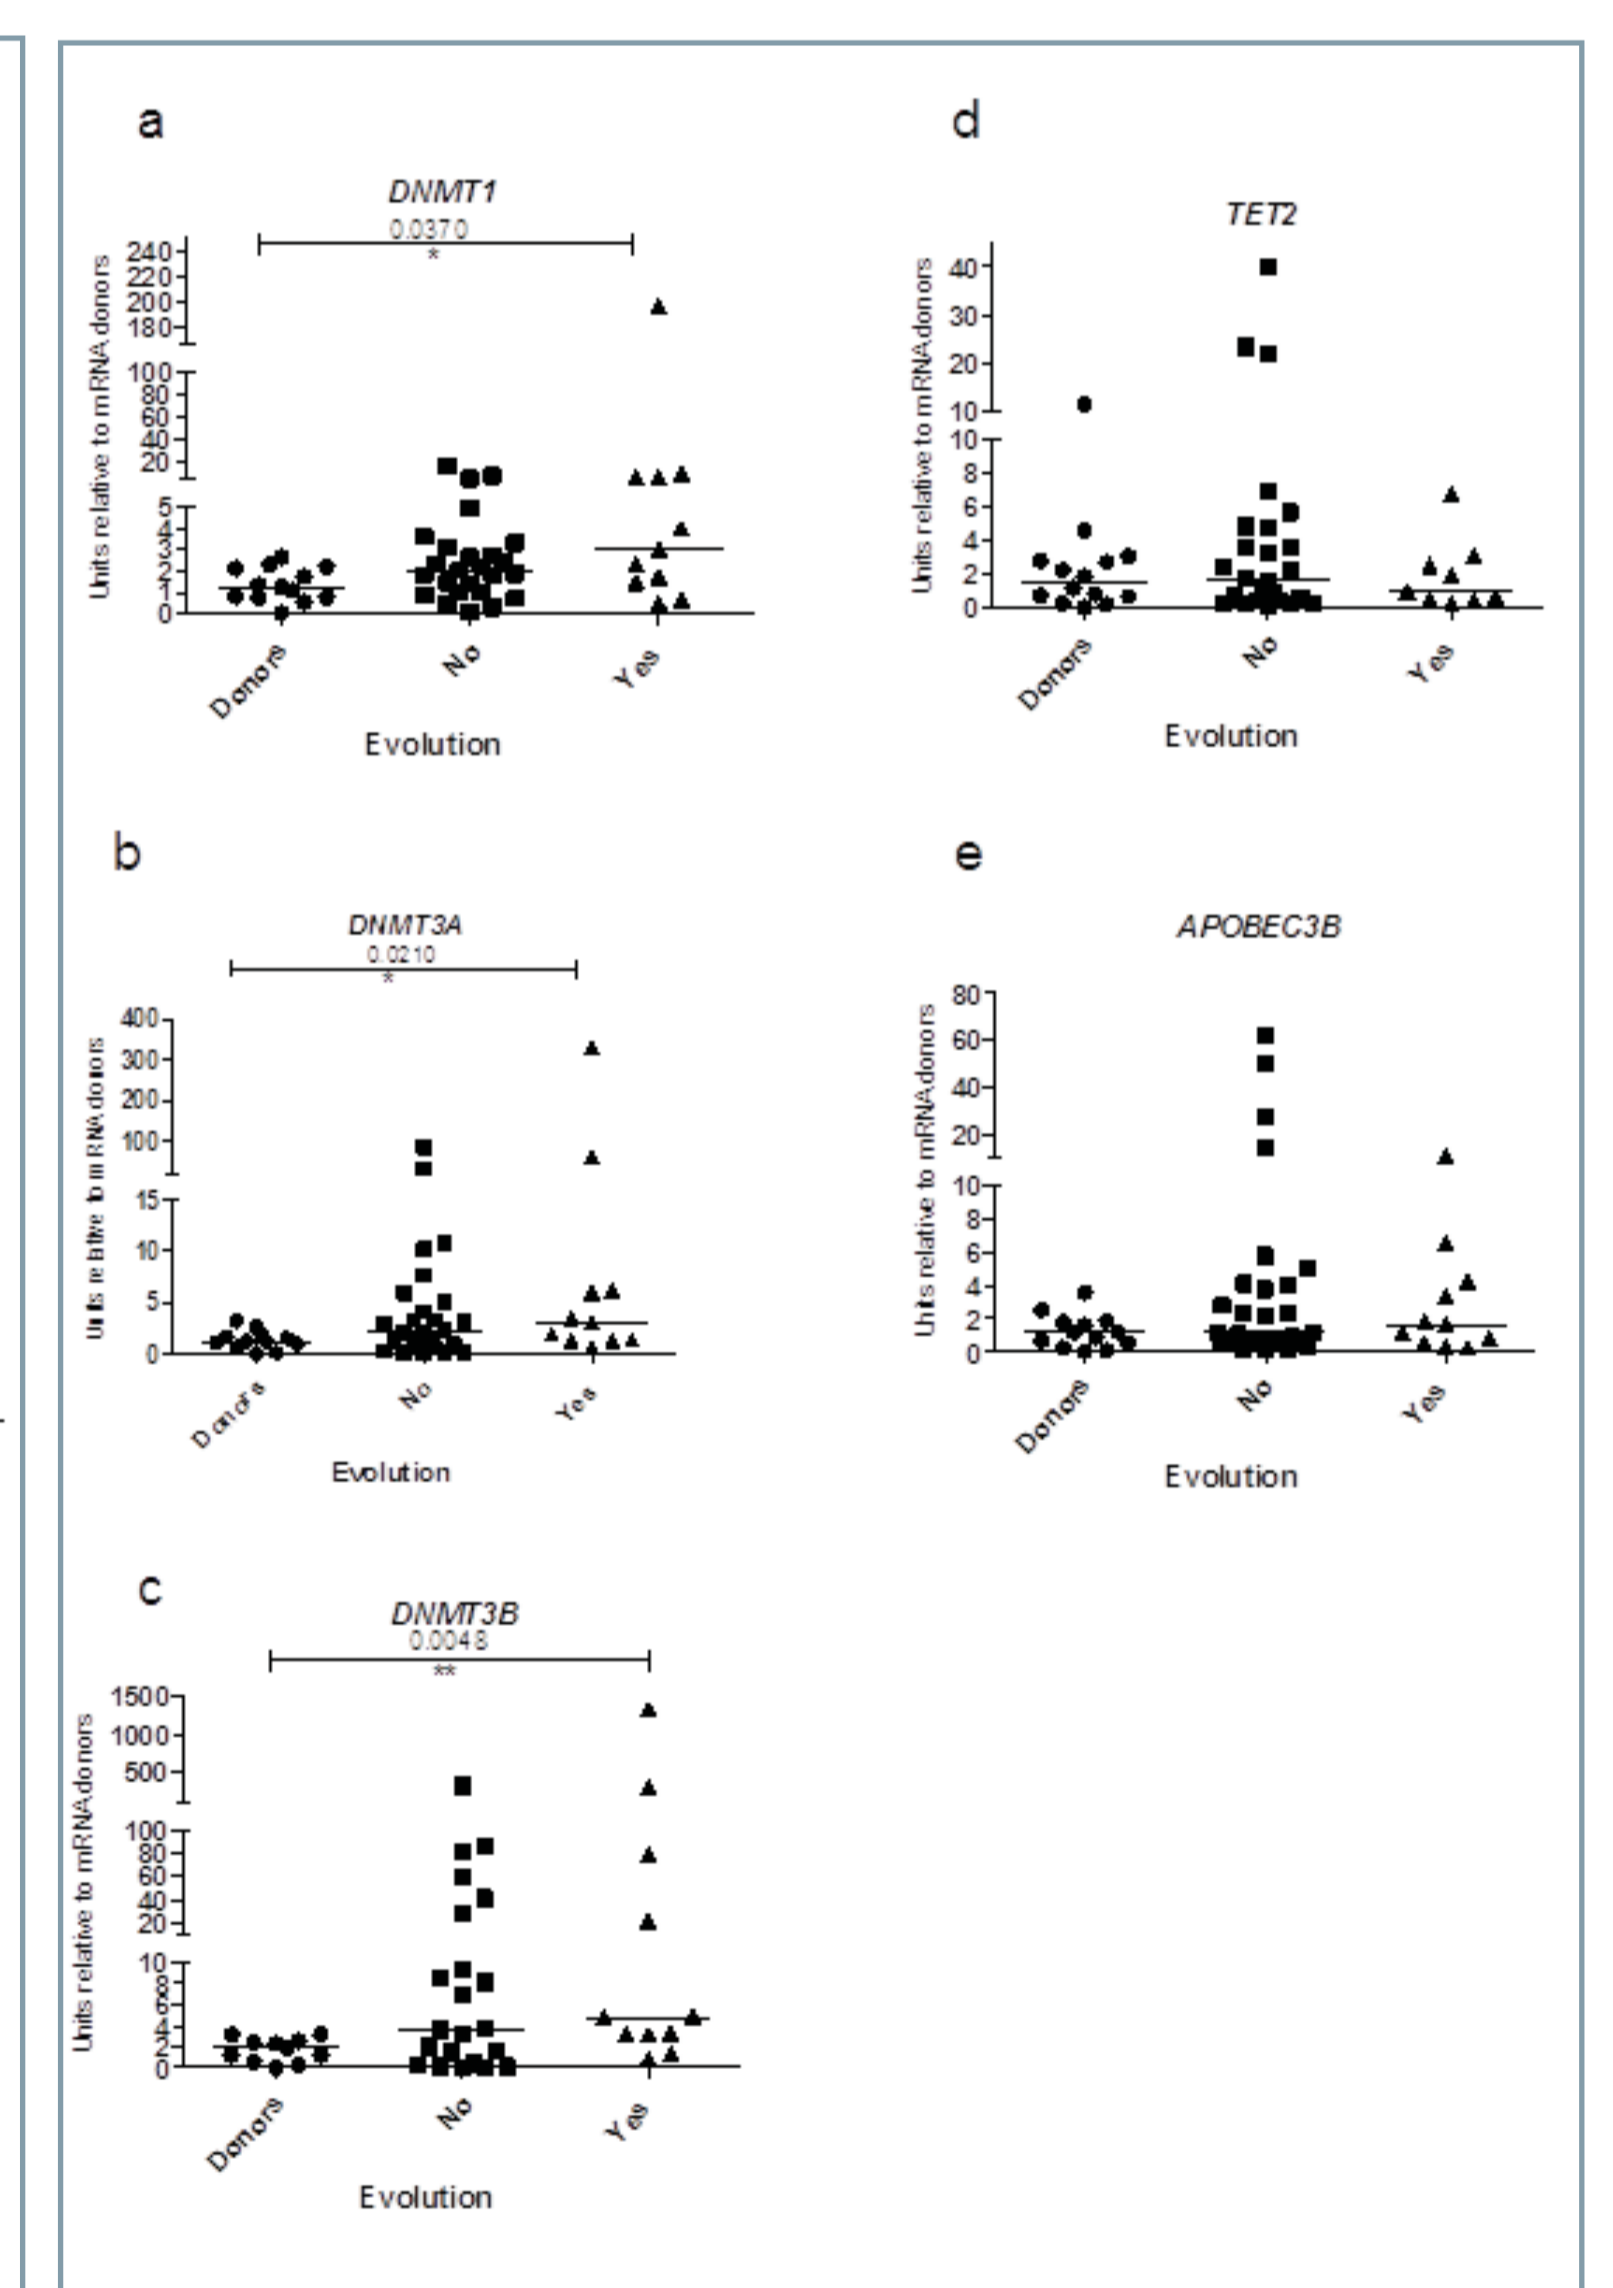 a
DNMT1
0.0370
*
Units relative to mRNA donors
240
220
200
180
100
80
60
40
20
5
4
3
2
1
0
Donors
No
Yes
Evolution
b
DNMT3A
0.0210
*
Units relative to mRNA donors
400
300
200
100
15
10
5
0
Donors
No
Yes
Evolution
c
DNMT3B
0.0048
**
Units relative to mRNA donors
1500
1000
500
100
80
60
40
20
10
8
6
4
2
0
Donors
No
Yes
Evolution
d
TET2
Units relative to mRNA donors
40
30
20
10
10
8
6
4
2
0
Donors
No
Yes
Evolution
e
APOBEC3B
Units relative to mRNA donors
80
60
40
20
10
8
6
4
2
0
Donors
No
Yes
Evolution